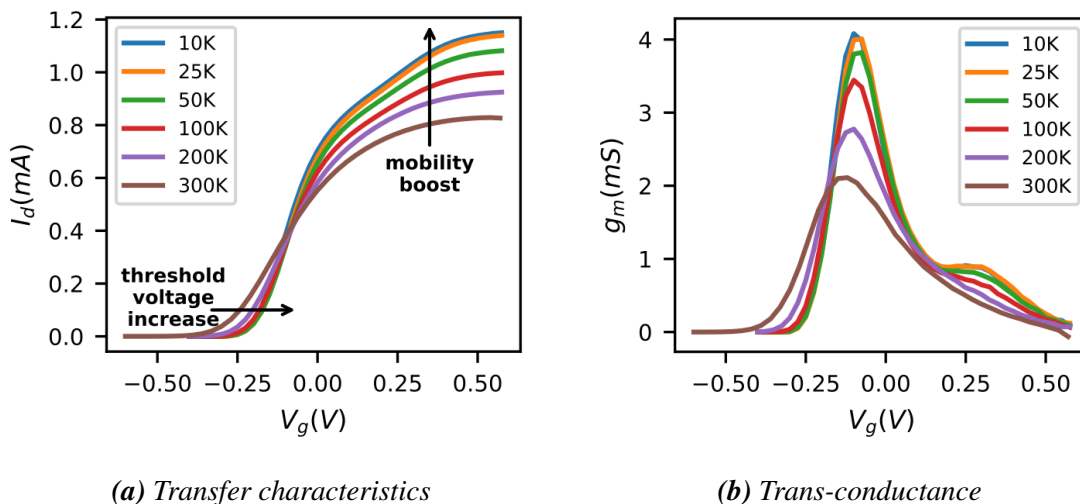 1.2
1.0
0.8
0.6
0.4
0.2
0.0
I_d(mA)
10K
25K
50K
100K
200K
300K
mobility
boost
threshold
voltage
increase
−0.50
−0.25
0.00
0.25
0.50
V_g(V)
(a) Transfer characteristics
4
3
2
1
0
g_m(mS)
10K
25K
50K
100K
200K
300K
−0.50
−0.25
0.00
0.25
0.50
V_g(V)
(b) Trans-conductance